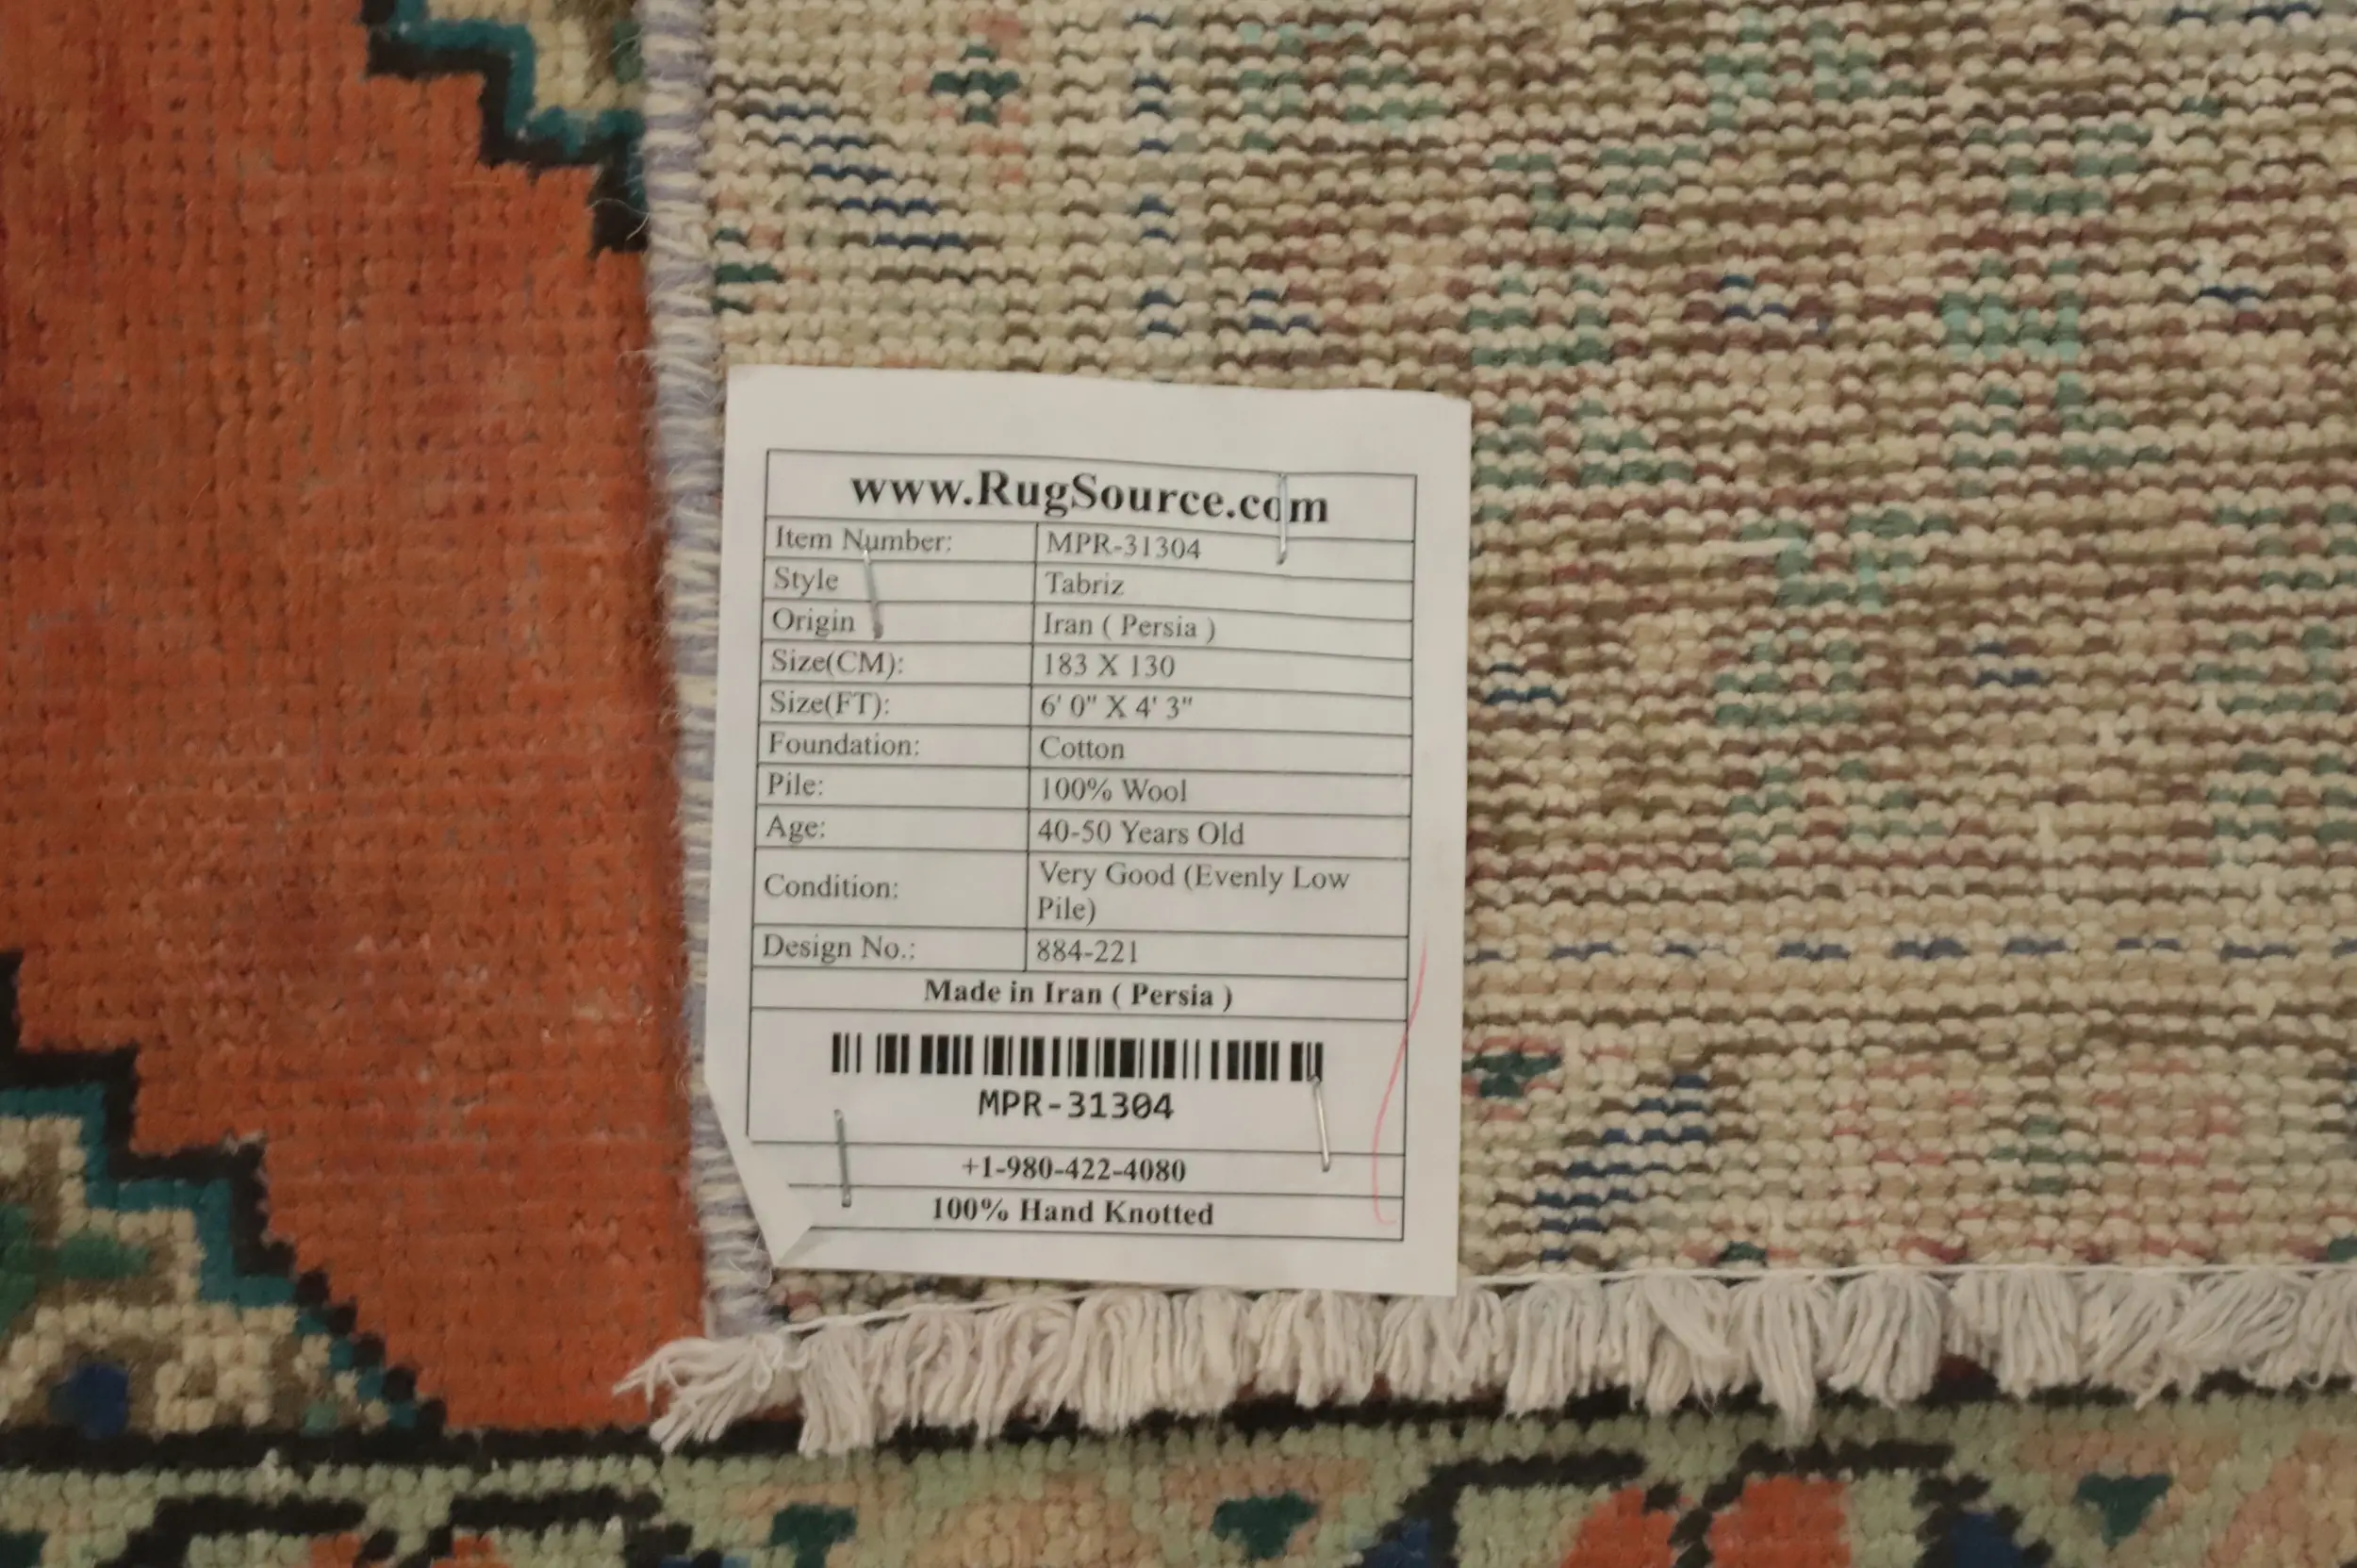 www.RugSource.com
Item Number: MPR-31304
Style Tabriz
Origin Iran ( Persia )
Size(CM): 183 X 130
Size(FT): 6' 0" X 4' 3"
Foundation: Cotton
Pile: 100% Wool
Age: 40-50 Years Old
Condition: Very Good (Evenly Low
Pile)
Design No.: 884-221
Made in Iran ( Persia )
MPR-31304
+1-980-422-4080
100% Hand Knotted